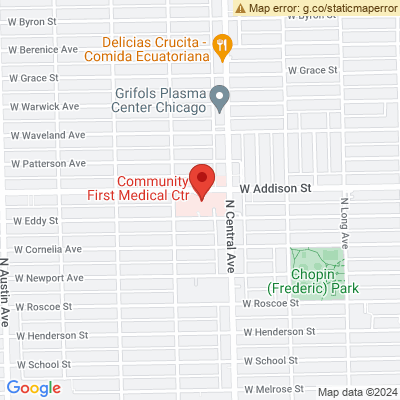 Map error: g.co/staticmaperror
W Byron St
W Byron St
Delicias Crucita -
Comida Ecuatoriana
W Berenice Ave
W Grace St
W Grace St
Grifols Plasma
Center Chicago
W Warwick Ave
W Waveland Ave
W Patterson Ave
Community
First Medical Ctr
W Addison St
W Eddy St
N Central Ave
N Long Ave
W Cornelia Ave
N Austin Ave
W Newport Ave
Chopin
(Frederic) Park
W Roscoe St
W Roscoe St
W Henderson St
W Henderson St
W School St
W School St
Google
W Melrose St
Map data ©2024